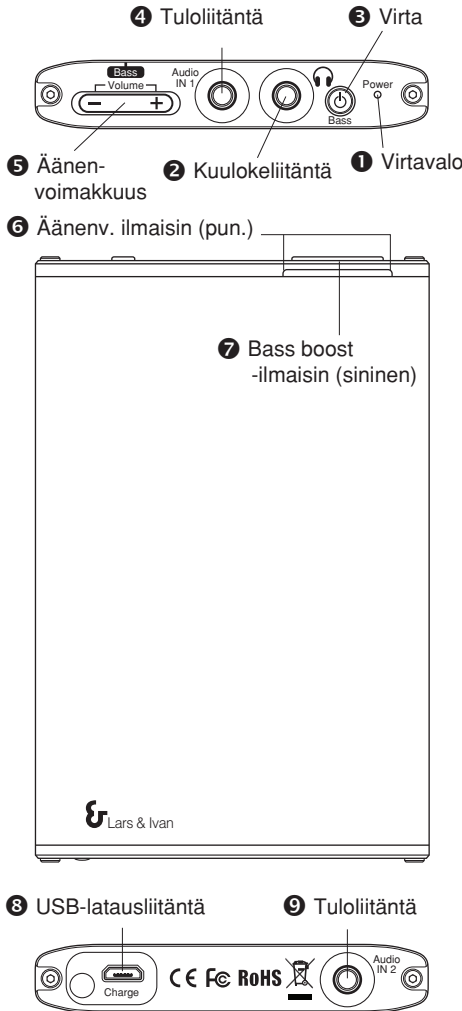 ❹ Tuloliitäntä
❸ Virta
Bass
Volume
Audio
IN 1
Power
Bass
❺ Äänen-
voimakkuus
❷ Kuulokeliitäntä
❶ Virtavalo
❻ Äänenv. ilmaisin (pun.)
❼ Bass boost
-ilmaisin (sininen)
Lars & Ivan
❽ USB-latausliitäntä
❾ Tuloliitäntä
Charge
CE FC RoHS
Audio
IN 2